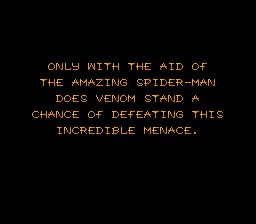 ONLY WITH THE AID OF
THE AMAZING SPIDER-MAN
DOES VENOM STAND A
CHANCE OF DEFEATING THIS
INCREDIBLE MENACE.